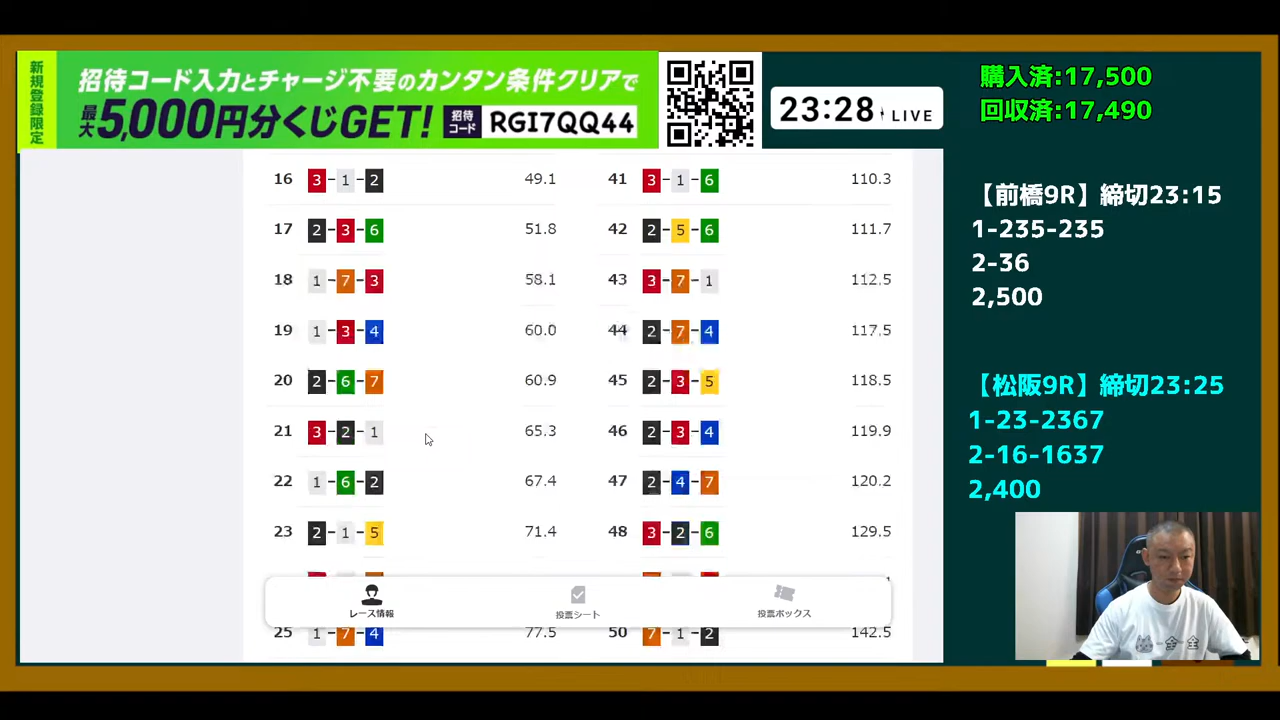 新規登録限定
招待コード入力とチャージ不要のカンタン条件クリアで
最大5,000円分くじGET! 招待コード RGI7QQ44
23:28 LIVE
購入済:17,500
回収済:17,490
16 3-1-2 49.1 41 3-1-6 110.3
17 2-3-6 51.8 42 2-5-6 111.7
18 1-7-3 58.1 43 3-7-1 112.5
19 1-3-4 60.0 44 2-7-4 117.5
20 2-6-7 60.9 45 2-3-5 118.5
21 3-2-1 65.3 46 2-3-4 119.9
22 1-6-2 67.4 47 2-4-7 120.2
23 2-1-5 71.4 48 3-2-6 129.5
25 1-7-4 77.5 50 7-1-2 142.5
レース情報 投票シート 投票ボックス
【前橋9R】締切23:15
1-235-235
2-36
2,500
【松阪9R】締切23:25
1-23-2367
2-16-1637
2,400